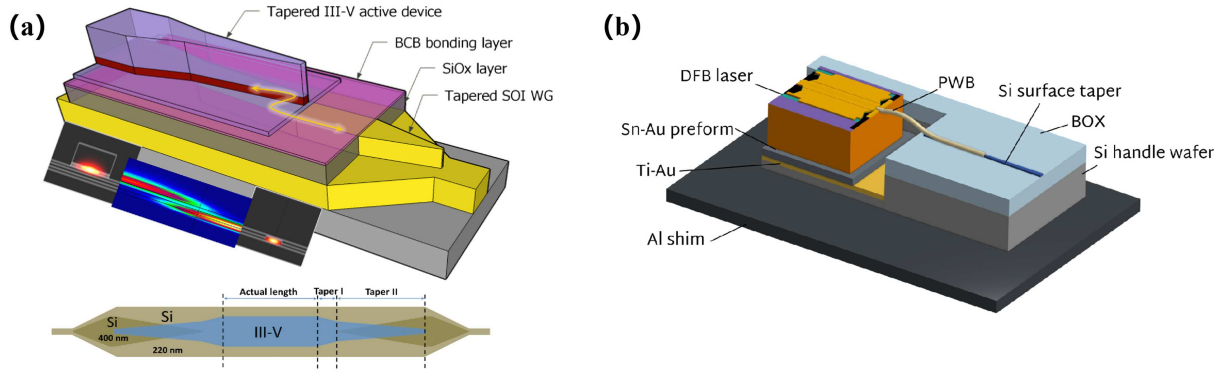 (a)
Tapered III-V active device
BCB bonding layer
SiOx layer
Tapered SOI WG
Actual length
Taper I
Taper II
Si
Si
400 nm
220 nm
III-V
(b)
DFB laser
PWB
Si surface taper
BOX
Sn-Au preform
Si handle wafer
Ti-Au
Al shim